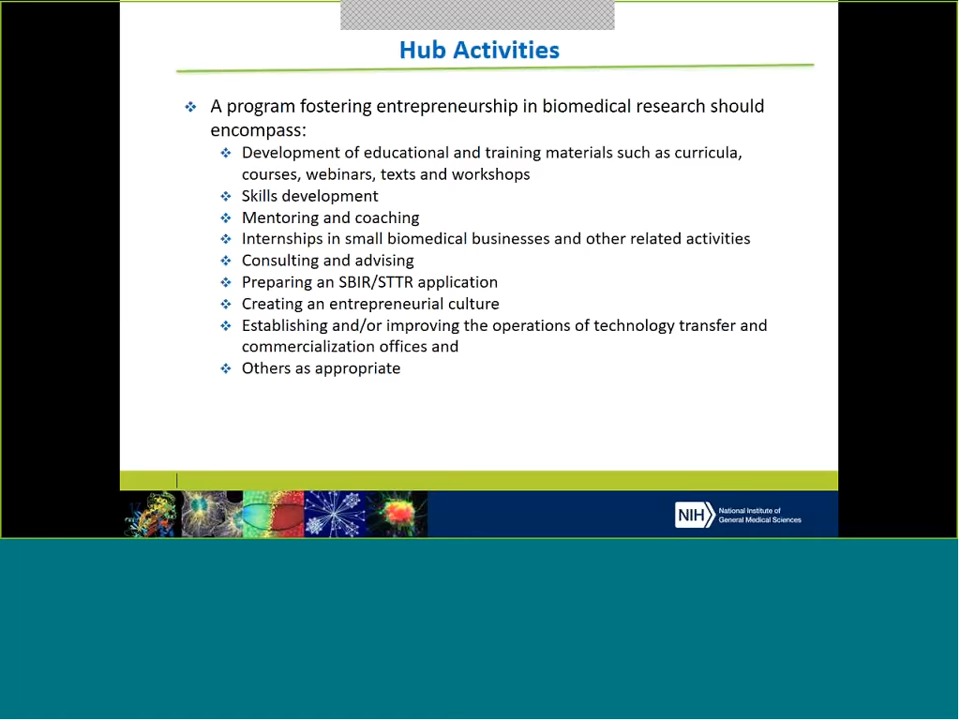 Hub Activities
A program fostering entrepreneurship in biomedical research should
encompass:
Development of educational and training materials such as curricula,
courses, webinars, texts and workshops
Skills development
Mentoring and coaching
Internships in small biomedical businesses and other related activities
Consulting and advising
Preparing an SBIR/STTR application
Creating an entrepreneurial culture
Establishing and/or improving the operations of technology transfer and
commercialization offices and
Others as appropriate
NIH
National Institute of
General Medical Sciences